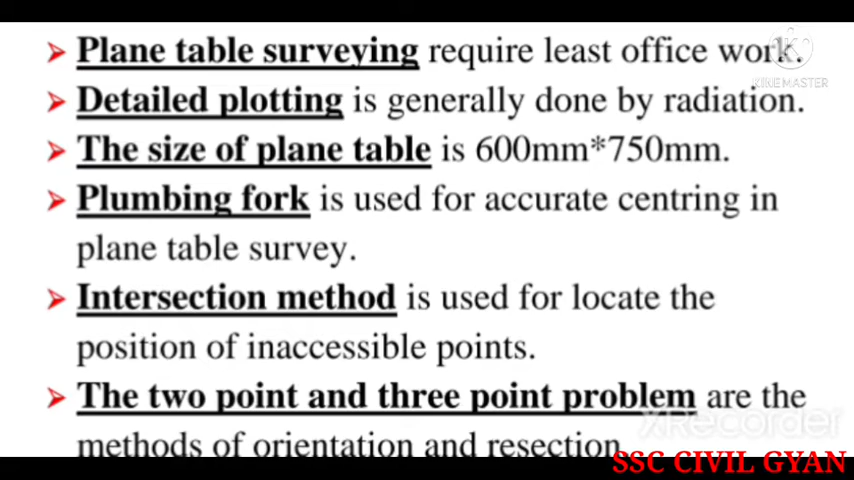 ➢ Plane table surveying require least office work.
KINEMASTER
➢ Detailed plotting is generally done by radiation.
➢ The size of plane table is 600mm*750mm.
➢ Plumbing fork is used for accurate centring in
plane table survey.
➢ Intersection method is used for locate the
position of inaccessible points.
➢ The two point and three point problem are the
XRecorder
methods of orientation and resection
SSC CIVIL GYAN